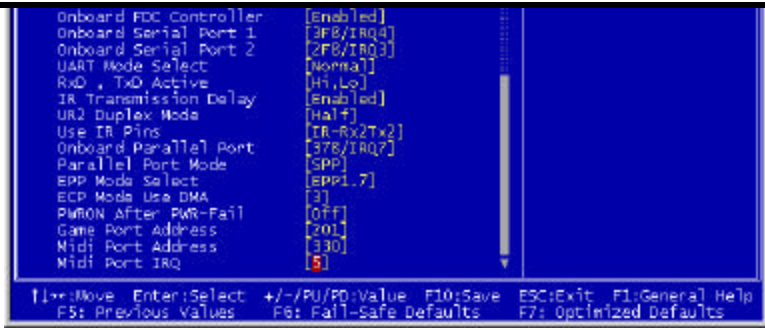 Onboard FDC Controller [Enabled]
Onboard Serial Port 1 [3F8/IRQ4]
Onboard Serial Port 2 [2F8/IRQ3]
UART Mode Select [Normal]
RxD , TxD Active [Hi,Lo]
IR Transmission Delay [Enabled]
UR2 Duplex Mode [Half]
Use IR Pins [IR-Rx2Tx2]
Onboard Parallel Port [378/IRQ7]
Parallel Port Mode [SPP]
EPP Mode Select [EPP1.7]
ECP Mode Use DMA [3]
PWRON After PWR-Fail [Off]
Game Port Address [201]
Midi Port Address [330]
Midi Port IRQ [5]
↑↓→←:Move Enter:Select +/-/PU/PD:Value F10:Save ESC:Exit F1:General Help
F5: Previous Values F6: Fail-Safe Defaults F7: Optimized Defaults